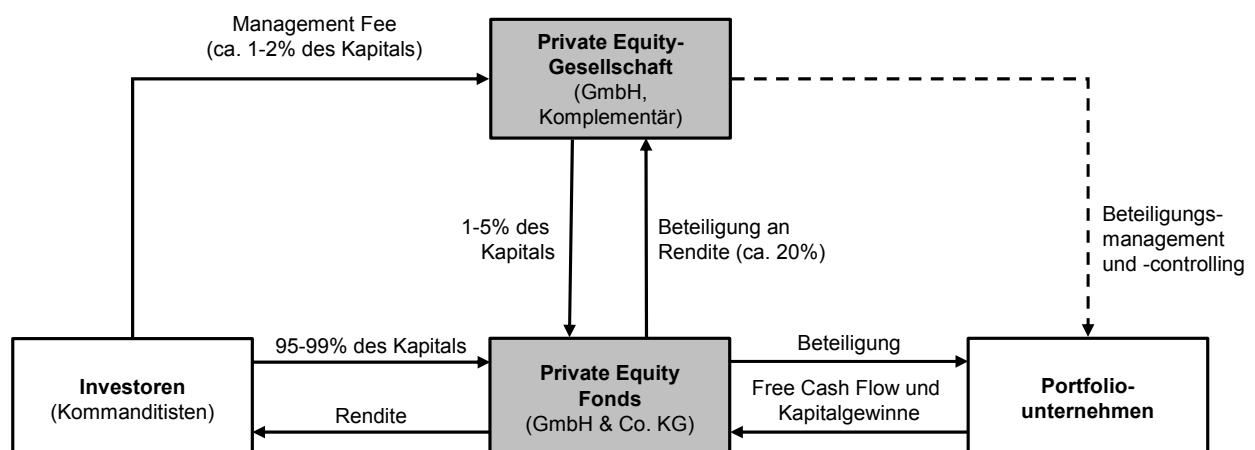 Management Fee
(ca. 1-2% des Kapitals)
Private Equity-
Gesellschaft
(GmbH,
Komplementär)
1-5% des
Kapitals
Beteiligung an
Rendite (ca. 20%)
Beteiligungs-
management
und -controlling
Investoren
(Kommanditisten)
95-99% des Kapitals
Rendite
Private Equity
Fonds
(GmbH & Co. KG)
Beteiligung
Free Cash Flow und
Kapitalgewinne
Portfolio-
unternehmen